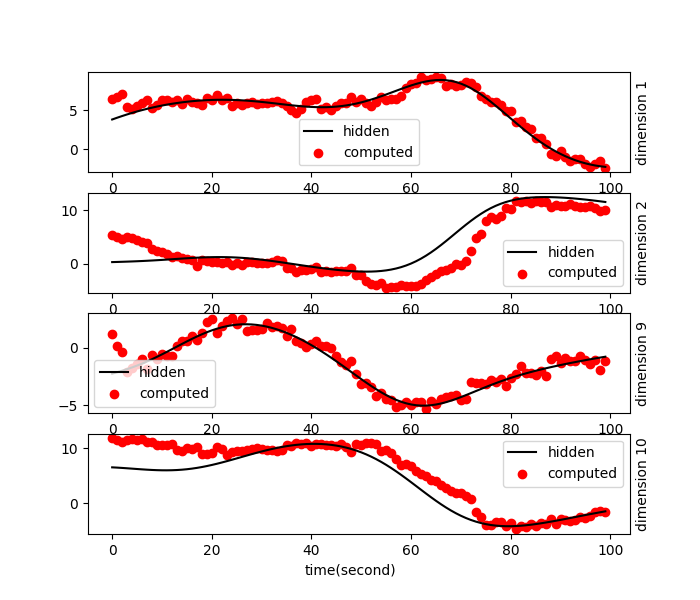 5
0
hidden
computed
dimension 1
0 20 40 60 80 100
10
0
hidden
computed
dimension 2
0 20 40 60 80 100
0
−5
hidden
computed
dimension 9
0 20 40 60 80 100
10
0
hidden
computed
dimension 10
0 20 40 60 80 100
time(second)